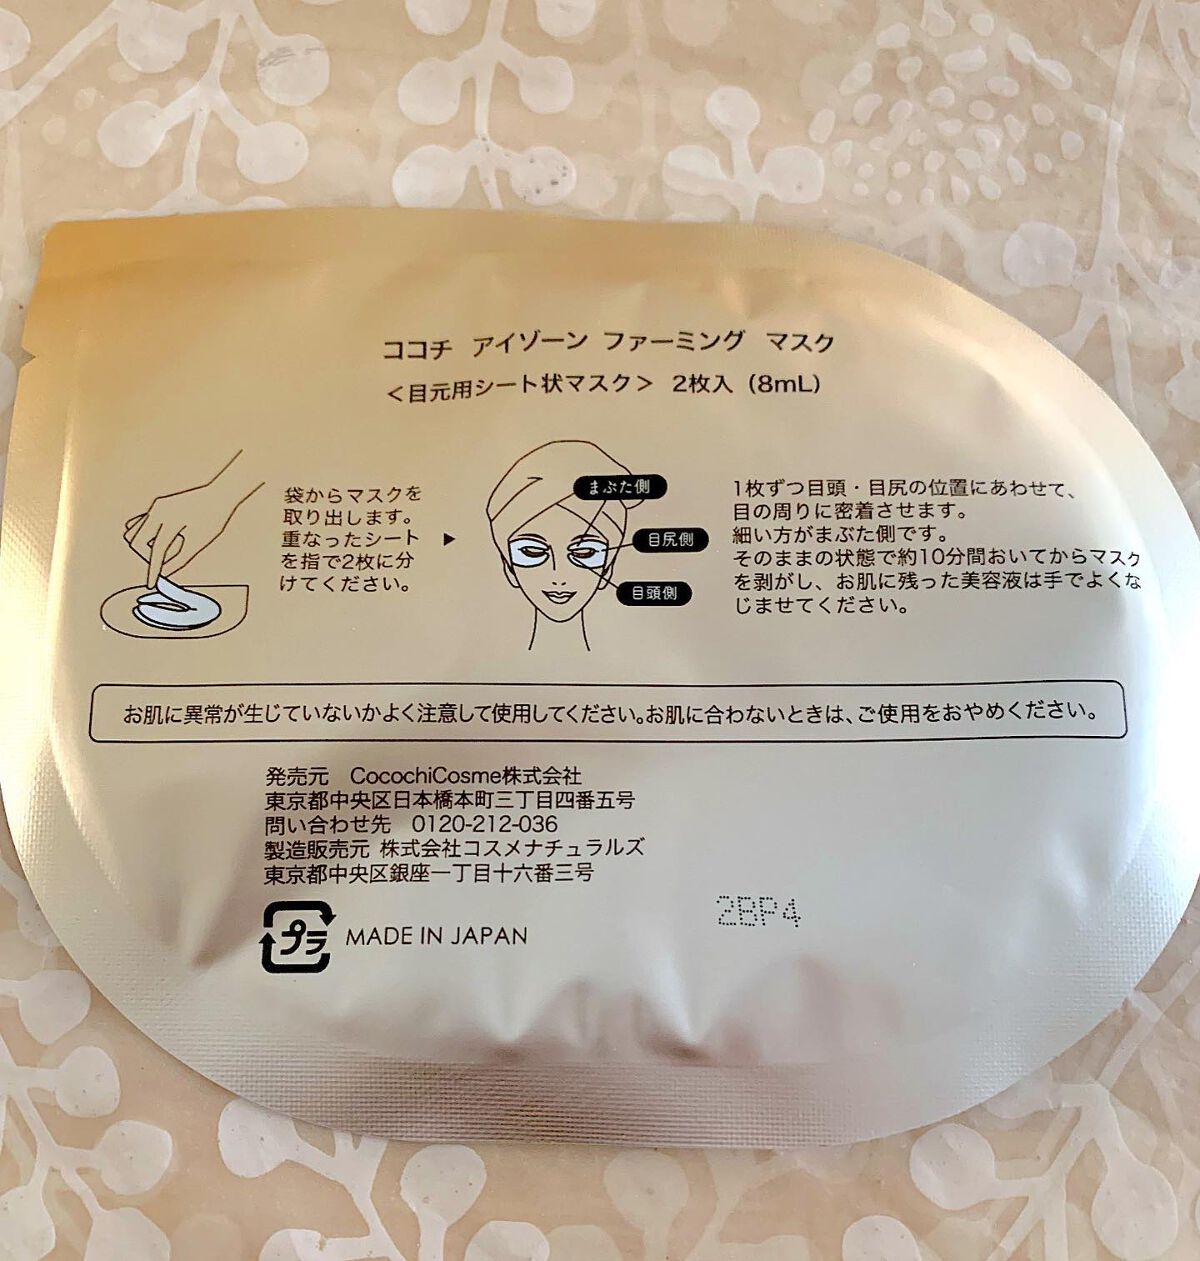 ココチ アイゾーン ファーミング マスク
＜目元用シート状マスク＞ 2枚入（8mL）
袋からマスクを
取り出します。
重なったシート
を指で2枚に分
けてください。
まぶた側
目尻側
目頭側
1枚ずつ目頭・目尻の位置にあわせて、
目の周りに密着させます。
細い方がまぶた側です。
そのままの状態で約10分間おいてからマスク
を剥がし、お肌に残った美容液は手でよくな
じませてください。
お肌に異常が生じていないかよく注意して使用してください。お肌に合わないときは、ご使用をおやめください。
発売元 CocochiCosme株式会社
東京都中央区日本橋本町三丁目四番五号
問い合わせ先 0120-212-036
製造販売元 株式会社コスメナチュラルズ
東京都中央区銀座一丁目十六番三号
プラ MADE IN JAPAN
2BP4